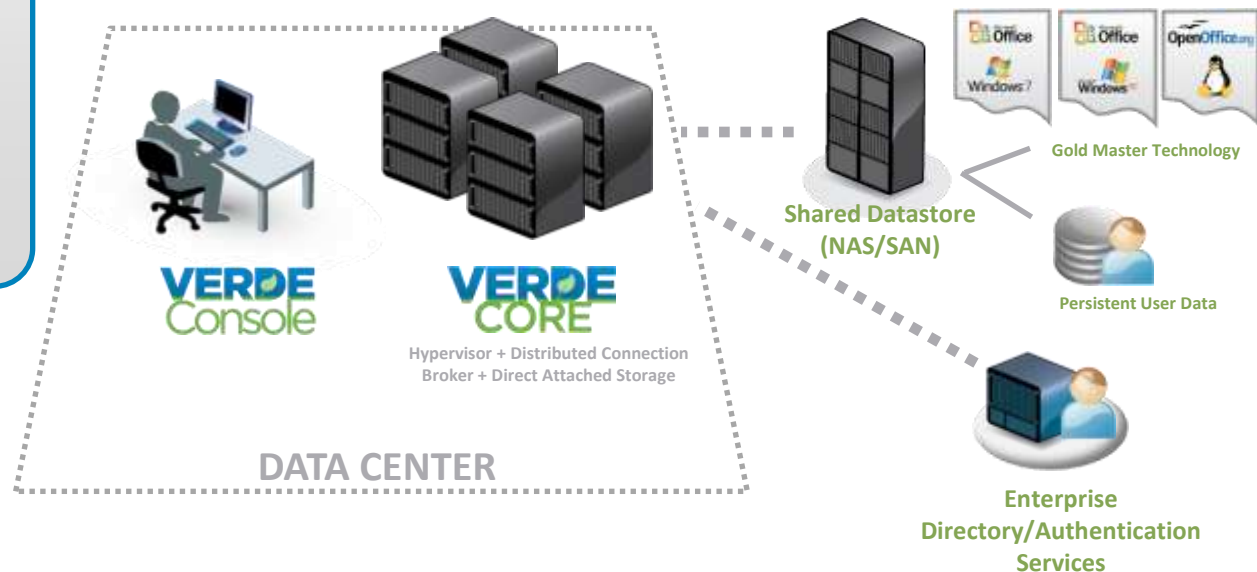 VERDE
Console
VERDE
CORE
Hypervisor + Distributed Connection
Broker + Direct Attached Storage
DATA CENTER
Shared Datastore
(NAS/SAN)
Office
Windows 7
Office
Windows
OpenOffice.org
Gold Master Technology
Persistent User Data
Enterprise
Directory/Authentication
Services